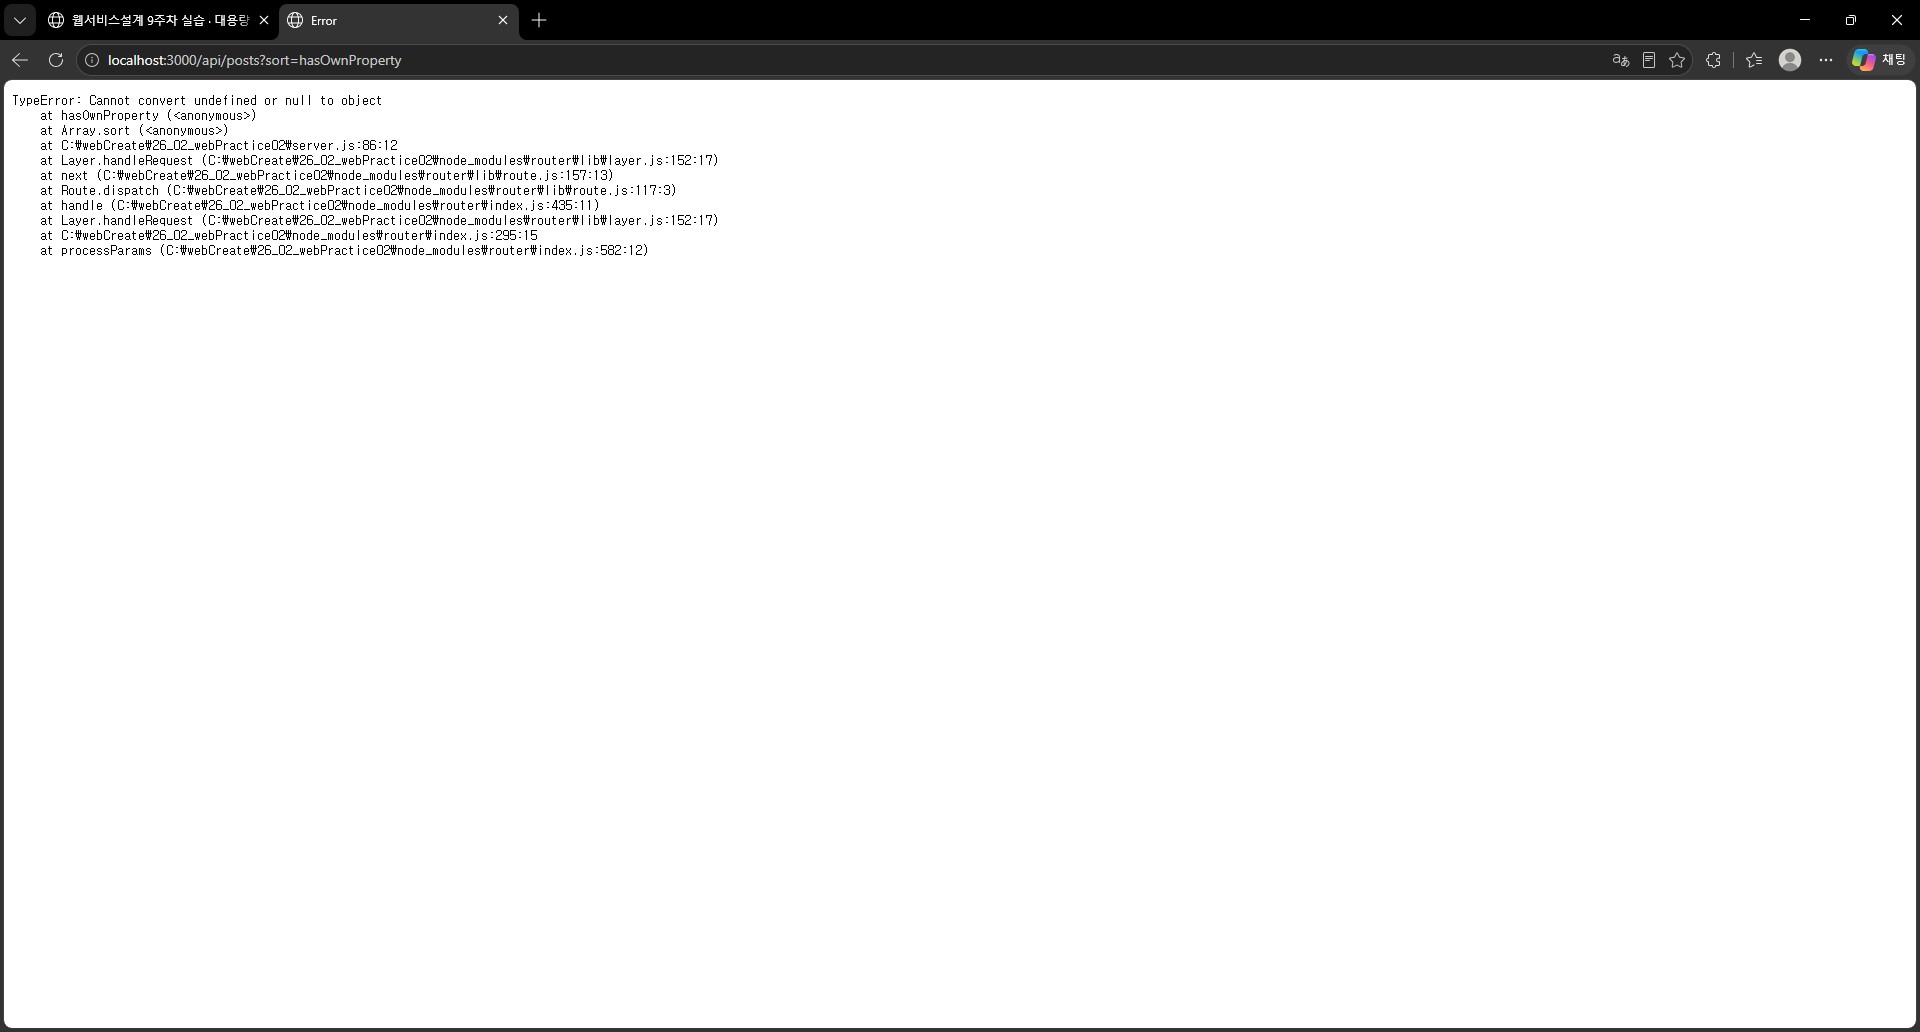 웹서비스설계 9주차 실습 · 대용량
Error
localhost:3000/api/posts?sort=hasOwnProperty
채팅
TypeError: Cannot convert undefined or null to object
at hasOwnProperty (<anonymous>)
at Array.sort (<anonymous>)
at C:₩webCreate₩26_02_webPractice02₩server.js:86:12
at Layer.handleRequest (C:₩webCreate₩26_02_webPractice02₩node_modules₩router₩lib₩layer.js:152:17)
at next (C:₩webCreate₩26_02_webPractice02₩node_modules₩router₩lib₩route.js:157:13)
at Route.dispatch (C:₩webCreate₩26_02_webPractice02₩node_modules₩router₩lib₩route.js:117:3)
at handle (C:₩webCreate₩26_02_webPractice02₩node_modules₩router₩index.js:435:11)
at Layer.handleRequest (C:₩webCreate₩26_02_webPractice02₩node_modules₩router₩lib₩layer.js:152:17)
at C:₩webCreate₩26_02_webPractice02₩node_modules₩router₩index.js:295:15
at processParams (C:₩webCreate₩26_02_webPractice02₩node_modules₩router₩index.js:582:12)